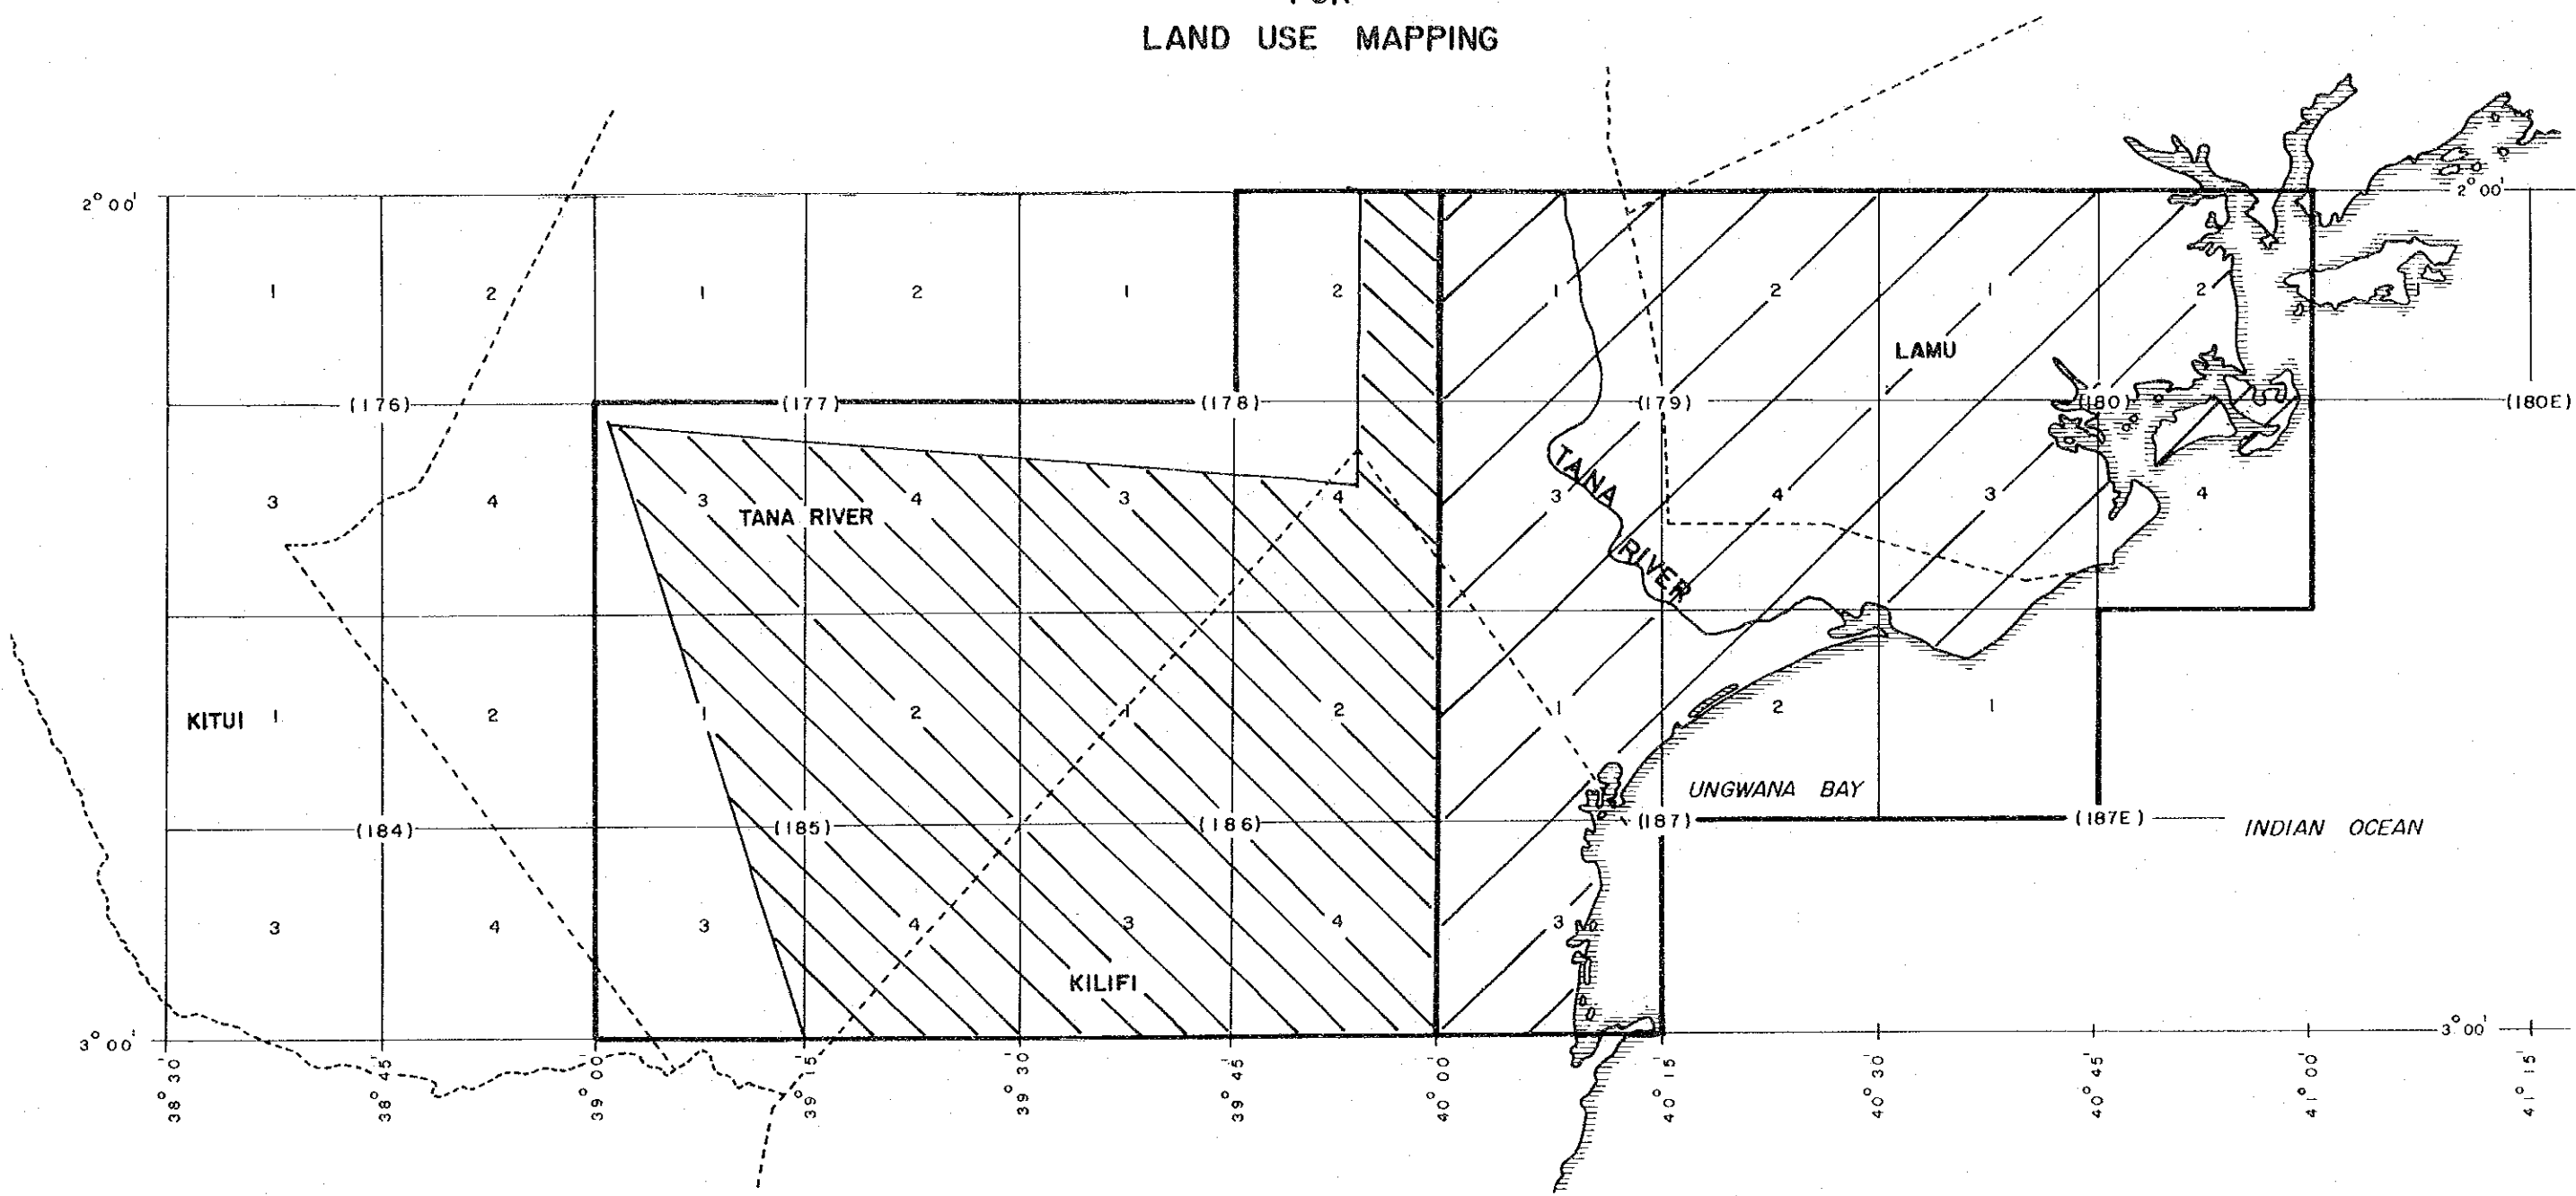 LAND USE MAPPING
2° 00' 2° 00'
1 2 1 2 1 2 1 2 1 2
LAMU
(176) (177) (178) (179) (180) (180E)
3 4 3 4 3 4 3 4 3 4
TANA RIVER
TANA RIVER
KITUI 1 2 1 2 1 2 1 2 1
UNGWANA BAY
(184) (185) (186) (187) (187E) INDIAN OCEAN
3 4 3 4 3 4 3
KILIFI
3° 00' 3° 00'
38° 30' 38° 45' 39° 00' 39° 15' 39° 30' 39° 45' 40° 00' 40° 15' 40° 30' 40° 45' 41° 00' 41° 15'